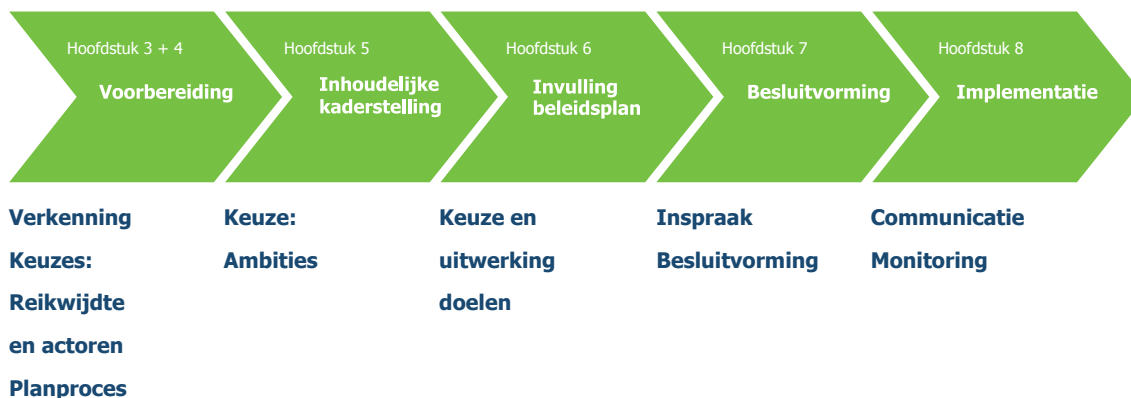 Hoofdstuk 3 + 4
Voorbereiding
Hoofdstuk 5
Inhoudelijke
kaderstelling
Hoofdstuk 6
Invulling
beleidsplan
Hoofdstuk 7
Besluitvorming
Hoofdstuk 8
Implementatie
Verkenning
Keuzes:
Reikwijdte
en actoren
Planproces
Keuze:
Ambities
Keuze en
uitwerking
doelen
Inspraak
Besluitvorming
Communicatie
Monitoring